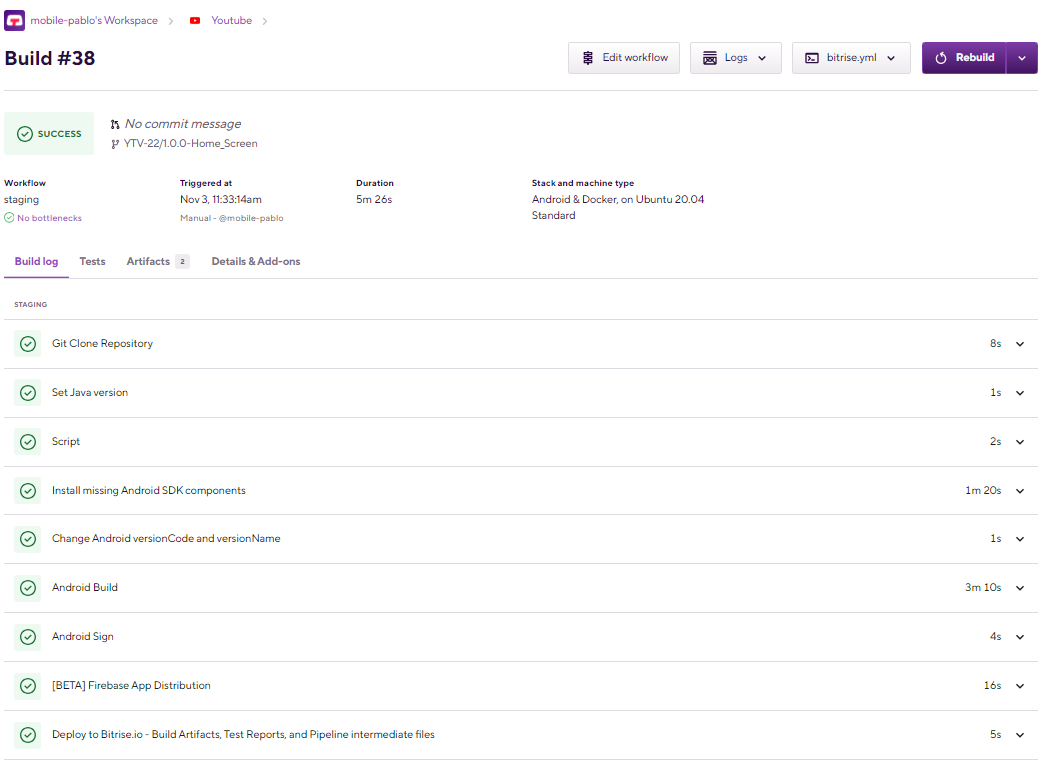 mobile-pablo's Workspace > Youtube >
Build #38
Edit workflow
Logs
bitrise.yml
Rebuild
SUCCESS
No commit message
YTV-22/1.0.0-Home_Screen
Workflow
staging
No bottlenecks
Triggered at
Nov 3, 11:33:14am
Manual - @mobile-pablo
Duration
5m 26s
Stack and machine type
Android & Docker, on Ubuntu 20.04
Standard
Build log Tests Artifacts 2 Details & Add-ons
STAGING
Git Clone Repository 8s
Set Java version 1s
Script 2s
Install missing Android SDK components 1m 20s
Change Android versionCode and versionName 1s
Android Build 3m 10s
Android Sign 4s
[BETA] Firebase App Distribution 16s
Deploy to Bitrise.io - Build Artifacts, Test Reports, and Pipeline intermediate files 5s